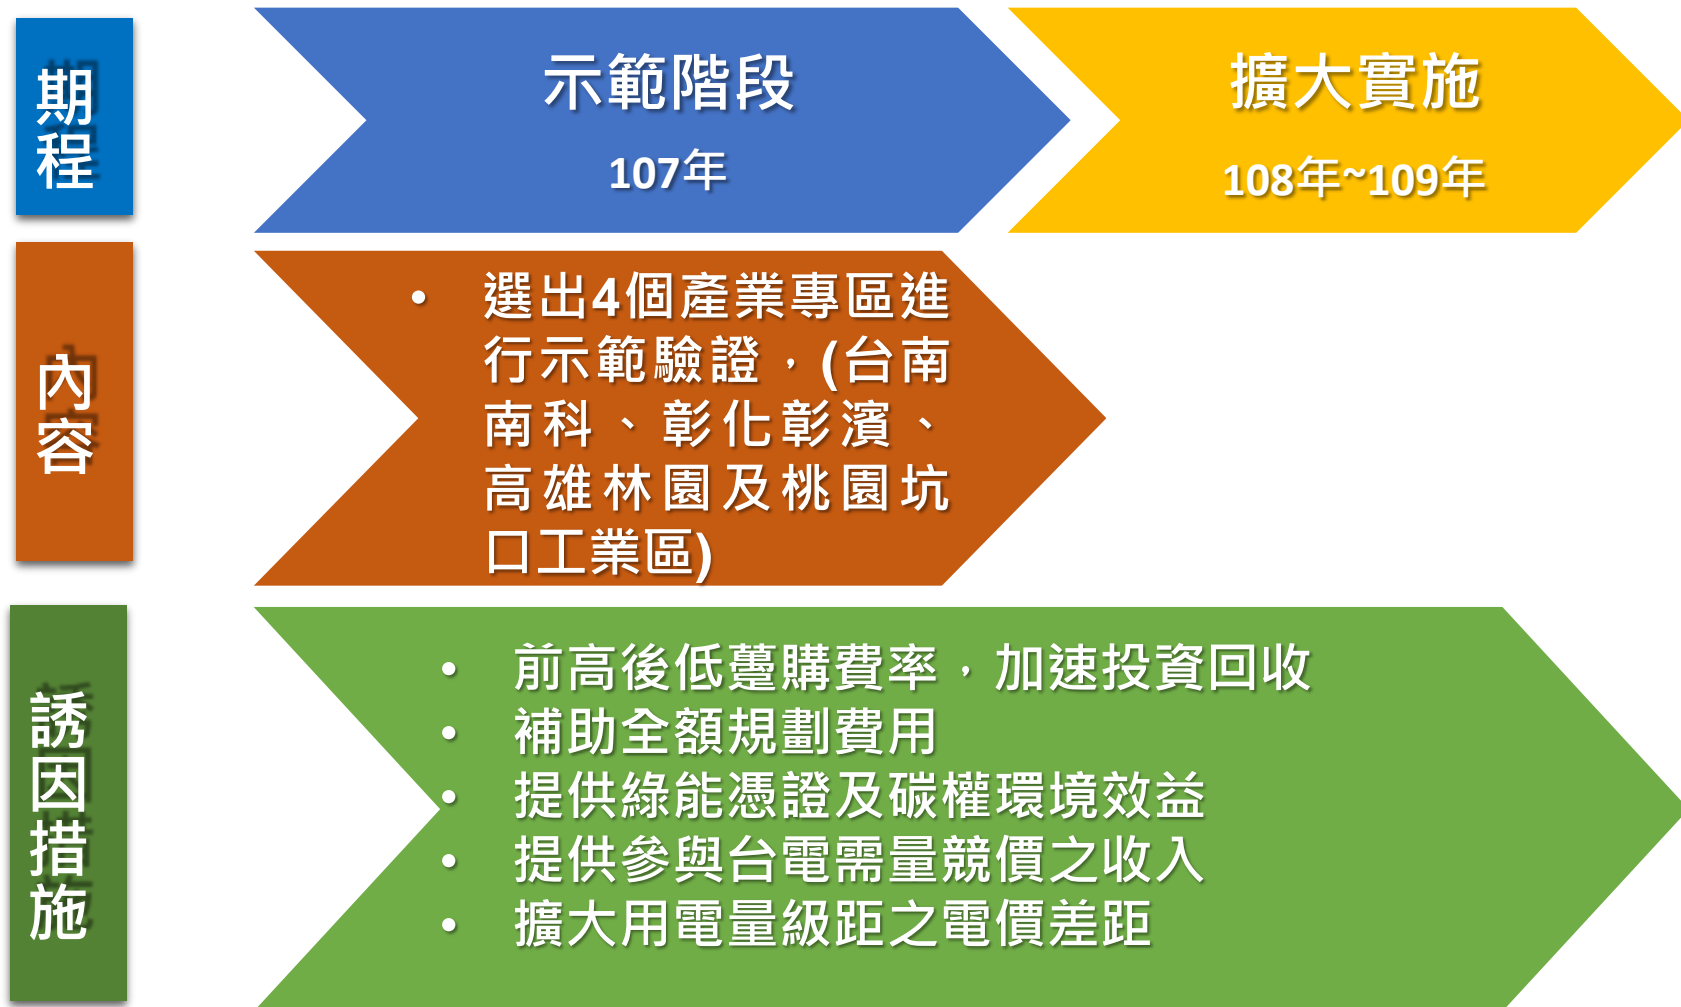 期程
示範階段
107年
擴大實施
108年~109年
內容
• 選出4個產業專區進
行示範驗證，(台南
南科、彰化彰濱、
高雄林園及桃園坑
口工業區)
誘因措施
• 前高後低躉購費率，加速投資回收
• 補助全額規劃費用
• 提供綠能憑證及碳權環境效益
• 提供參與台電需量競價之收入
• 擴大用電量級距之電價差距